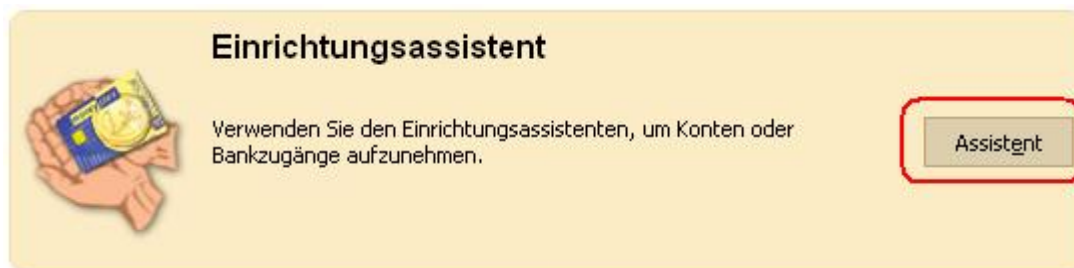 Einrichtungsassistent
Verwenden Sie den Einrichtungsassistenten, um Konten oder
Bankzugänge aufzunehmen.
Assistent